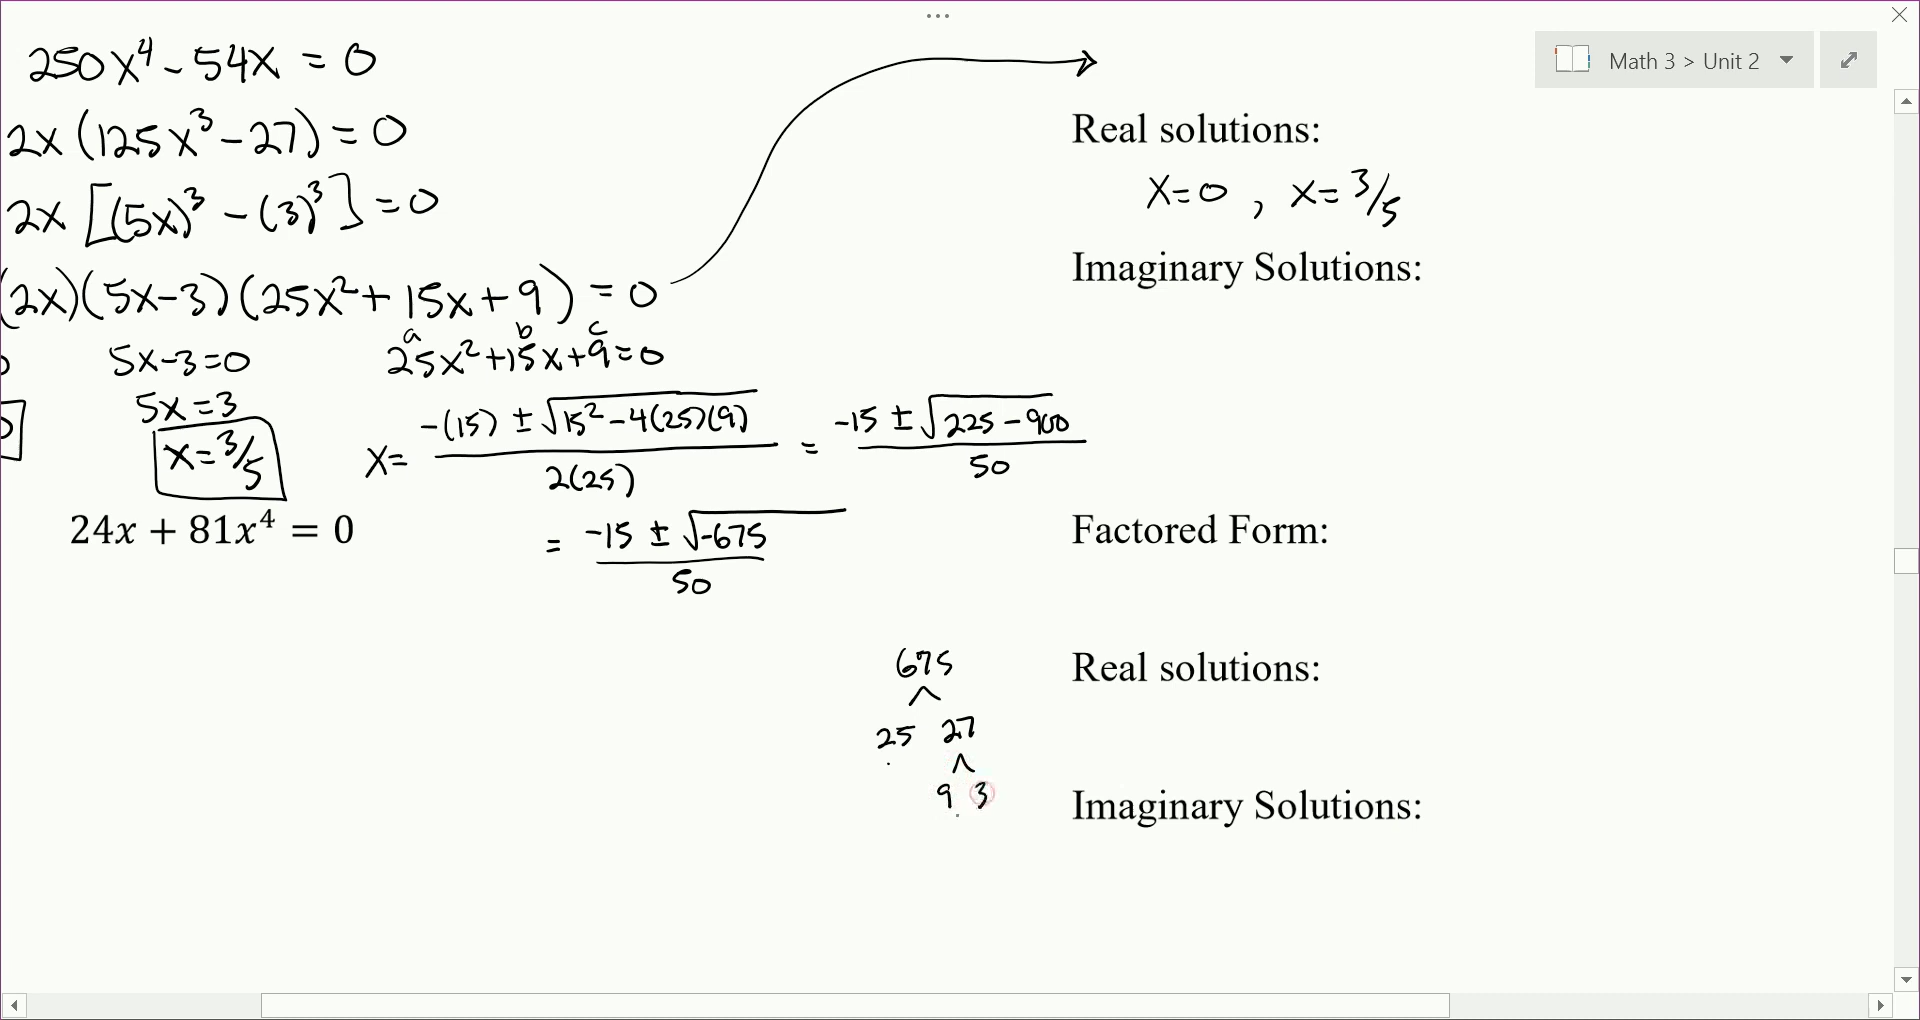 Math 3 > Unit 2
250x⁴ - 54x = 0
2x (125x³ - 27) = 0
2x [(5x)³ - (3)³] = 0
(2x)(5x-3)(25x² + 15x + 9) = 0
5x-3=0
5x = 3
x = 3/5
a b c
25x² + 15x + 9 = 0
x = (-(15) ± √(15² - 4(25)(9))) / 2(25) = (-15 ± √(225 - 900)) / 50
= (-15 ± √(-675)) / 50
675
25 27
9 3
Real solutions:
x = 0 , x = 3/5
Imaginary Solutions:
24x + 81x⁴ = 0
Factored Form:
Real solutions:
Imaginary Solutions: